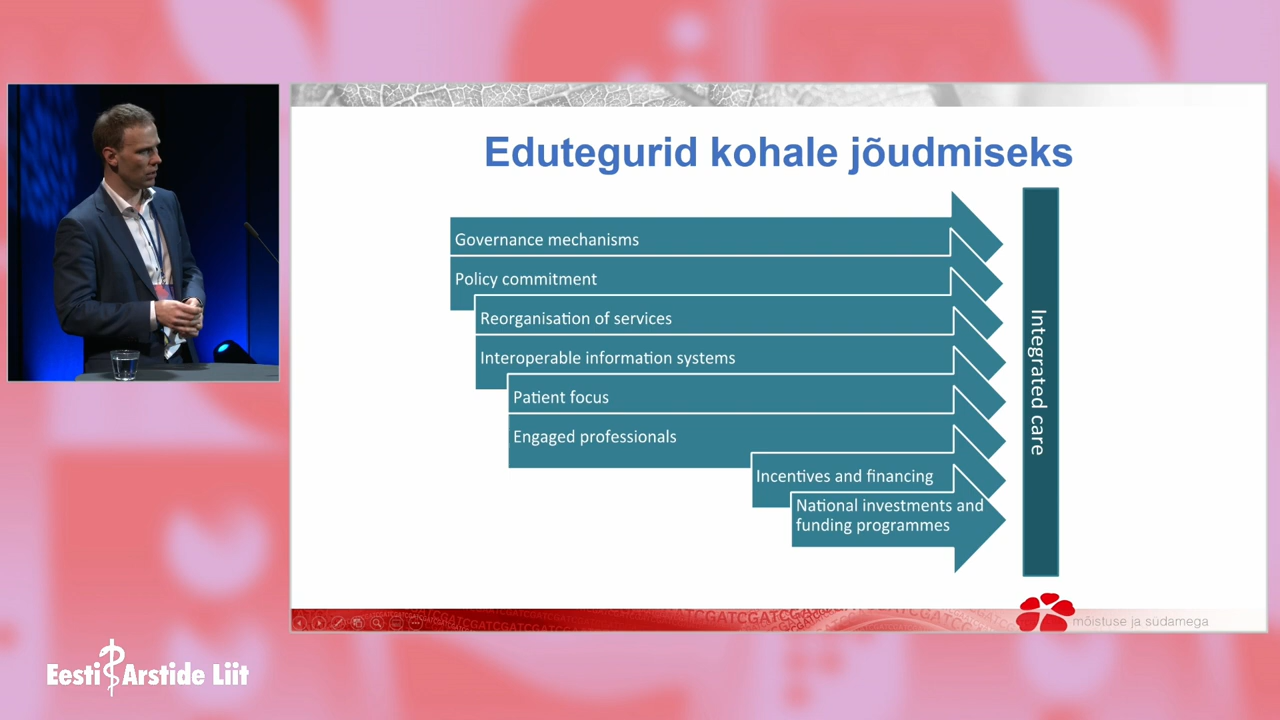 Edutegurid kohale jõudmiseks
Governance mechanisms
Policy commitment
Reorganisation of services
Interoperable information systems
Patient focus
Engaged professionals
Incentives and financing
National investments and
funding programmes
Integrated care
ATCGATCGATCGATCGATCG
mõistuse ja südamega
Eesti Arstide Liit